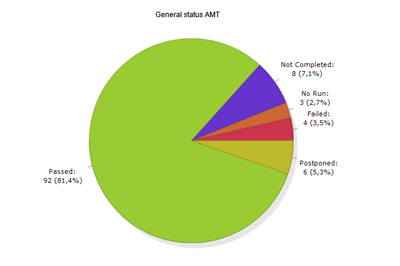 General status AMT
Not Completed:
8 (7,1%)
No Run:
3 (2,7%)
Failed:
4 (3,5%)
Postponed:
6 (5,3%)
Passed:
92 (81,4%)